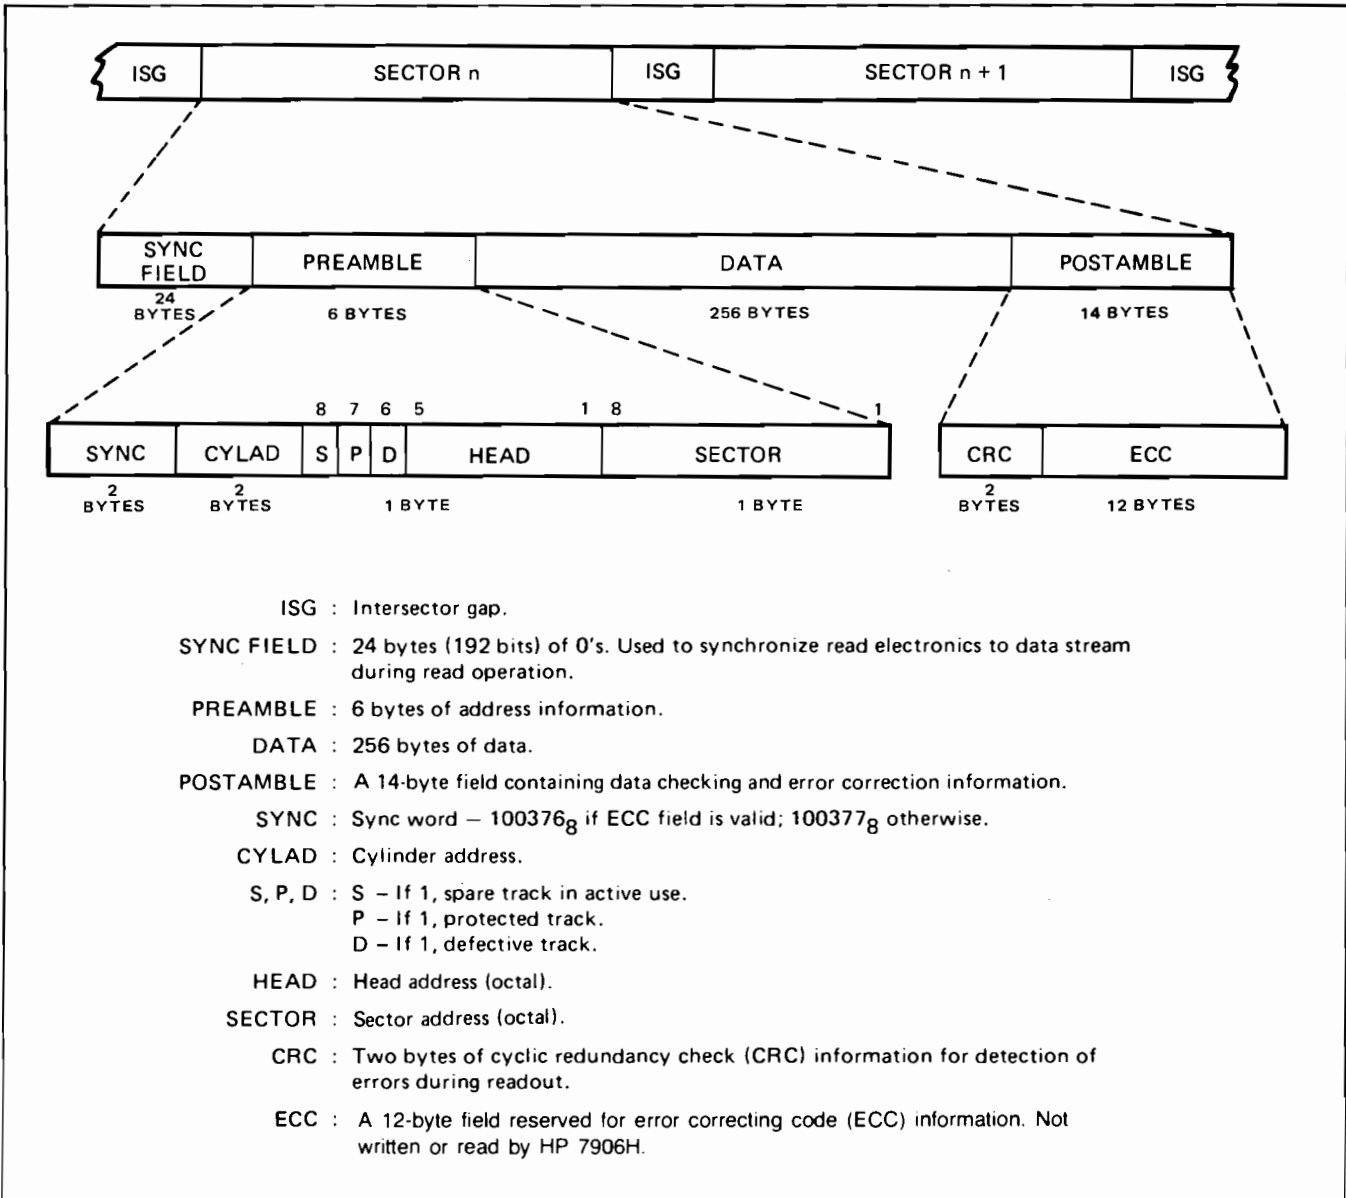 ISG SECTOR n ISG SECTOR n + 1 ISG
SYNC FIELD PREAMBLE DATA POSTAMBLE
24 BYTES 6 BYTES 256 BYTES 14 BYTES
8 7 6 5 1 8 1
SYNC CYLAD S P D HEAD SECTOR CRC ECC
2 BYTES 2 BYTES 1 BYTE 1 BYTE 2 BYTES 12 BYTES
ISG : Intersector gap.
SYNC FIELD : 24 bytes (192 bits) of 0's. Used to synchronize read electronics to data stream
during read operation.
PREAMBLE : 6 bytes of address information.
DATA : 256 bytes of data.
POSTAMBLE : A 14-byte field containing data checking and error correction information.
SYNC : Sync word – 100376₈ if ECC field is valid; 100377₈ otherwise.
CYLAD : Cylinder address.
S, P, D : S – If 1, spare track in active use.
P – If 1, protected track.
D – If 1, defective track.
HEAD : Head address (octal).
SECTOR : Sector address (octal).
CRC : Two bytes of cyclic redundancy check (CRC) information for detection of
errors during readout.
ECC : A 12-byte field reserved for error correcting code (ECC) information. Not
written or read by HP 7906H.